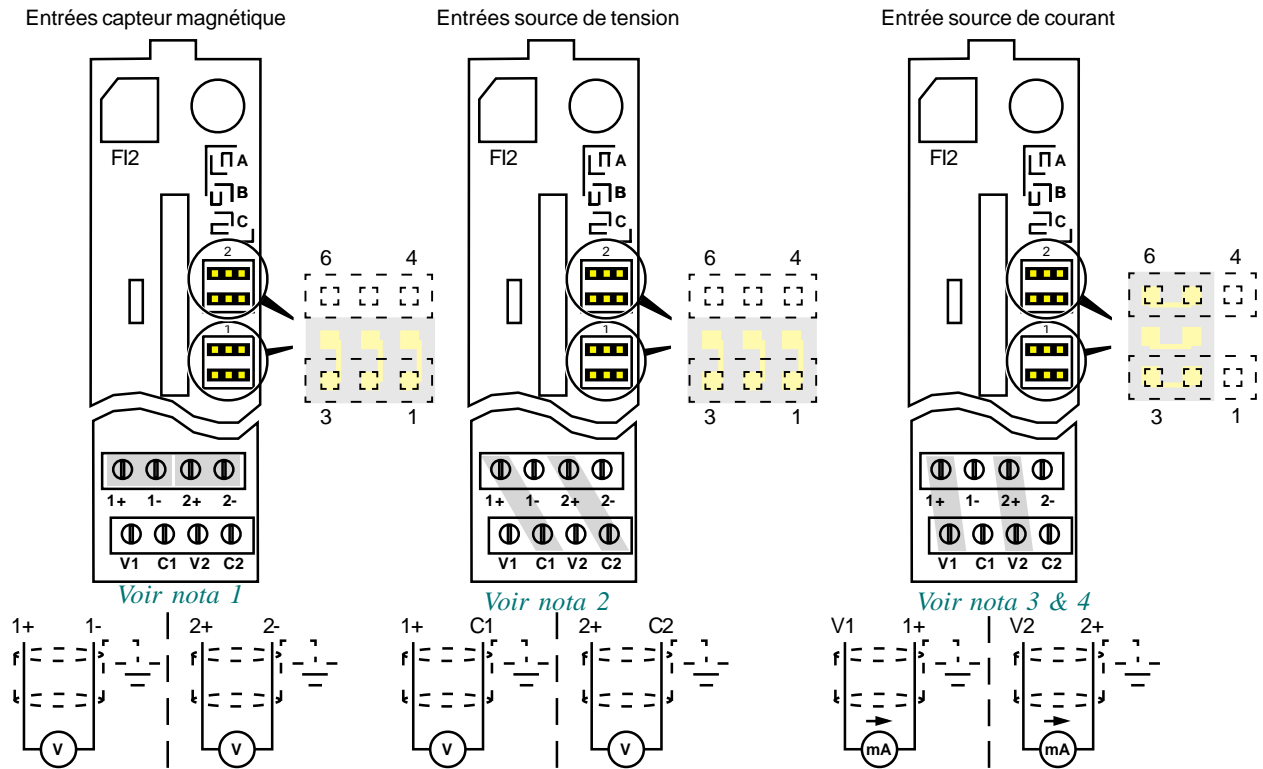 Entrées capteur magnétique
Entrées source de tension
Entrée source de courant
FI2
A
B
C
2
1
6 4
3 1
1+ 1- 2+ 2-
V1 C1 V2 C2
Voir nota 1
1+ 1- 2+ 2-
V V
FI2
A
B
C
2
1
6 4
3 1
1+ 1- 2+ 2-
V1 C1 V2 C2
Voir nota 2
1+ C1 2+ C2
V V
FI2
A
B
C
2
1
6 4
3 1
1+ 1- 2+ 2-
V1 C1 V2 C2
Voir nota 3 & 4
V1 1+ V2 2+
mA mA